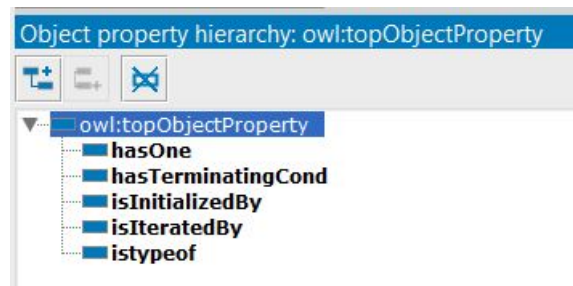 Object property hierarchy: owl:topObjectProperty
owl:topObjectProperty
hasOne
hasTerminatingCond
isInitializedBy
isIteratedBy
istypeof